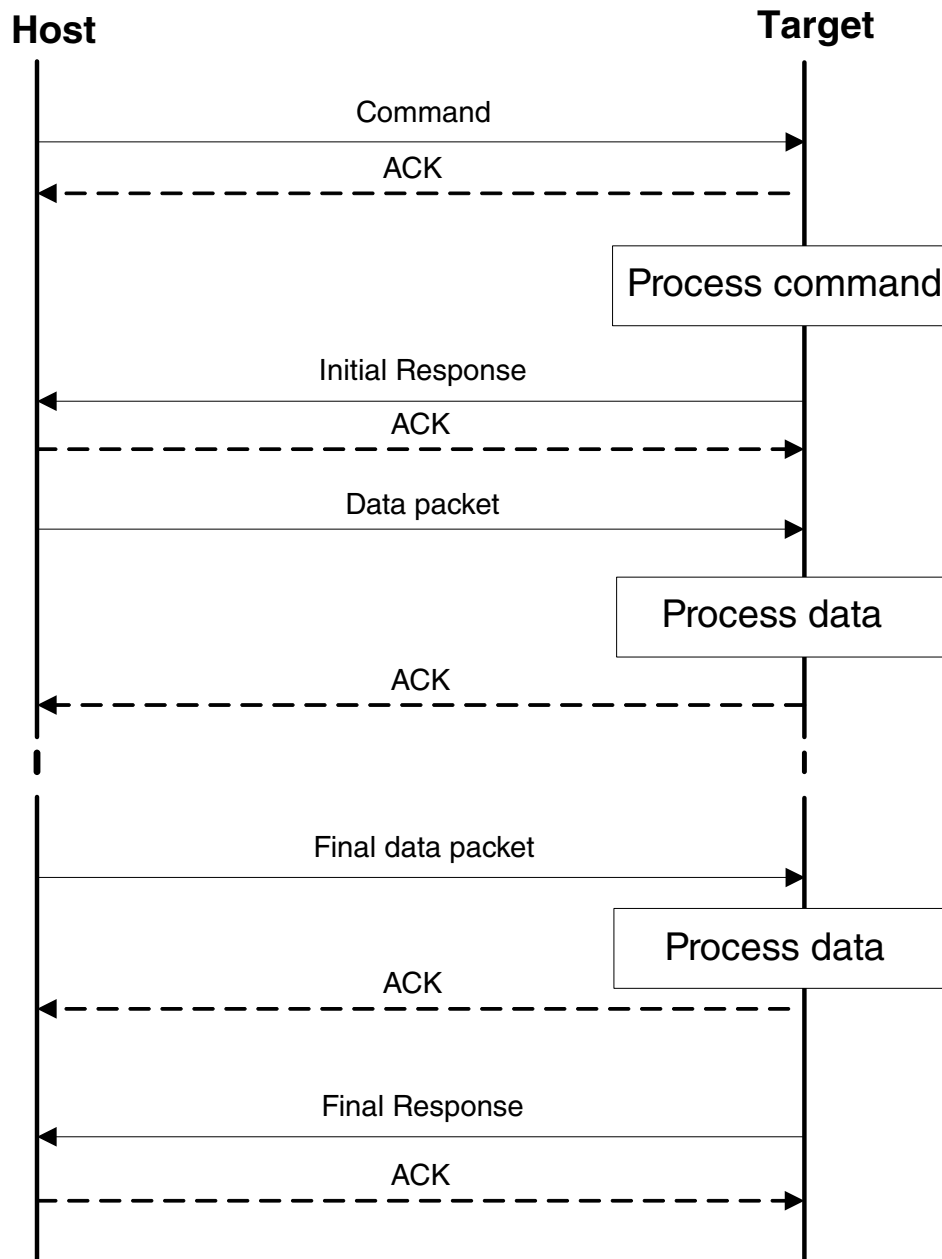 Host
Target
Command
ACK
Process command
Initial Response
ACK
Data packet
Process data
ACK
Final data packet
Process data
ACK
Final Response
ACK